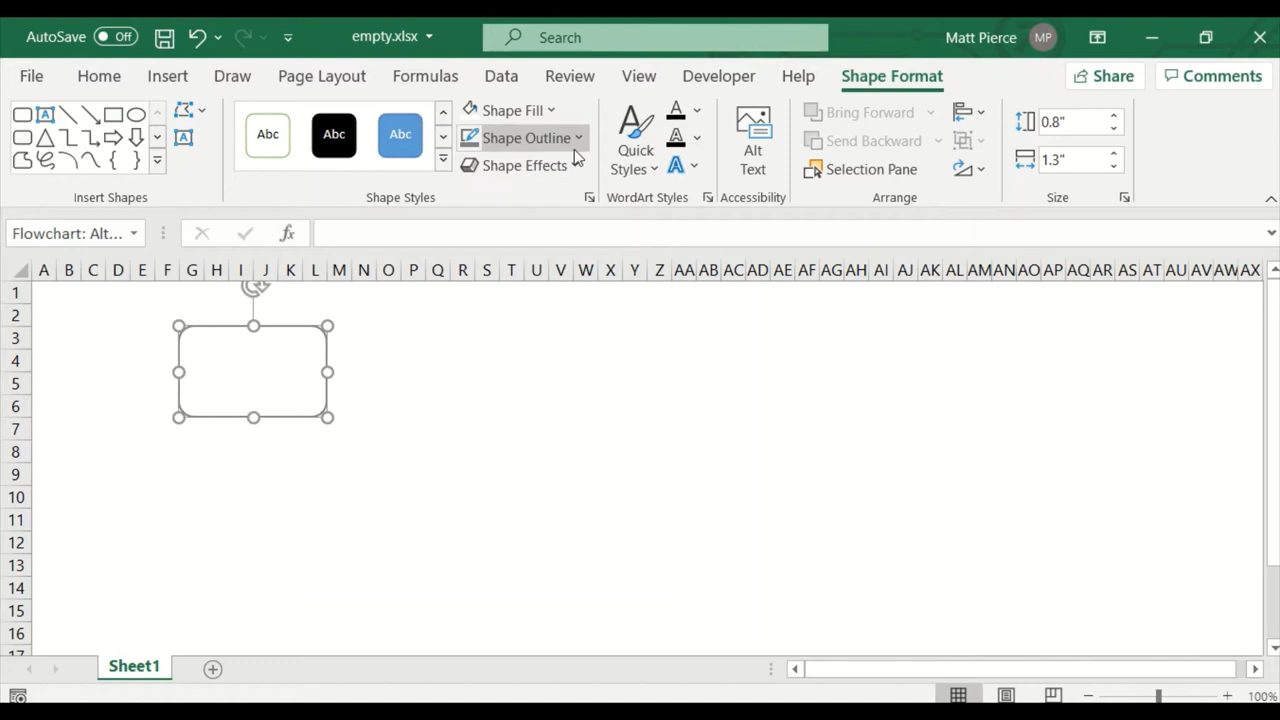 AutoSave Off empty.xlsx Search Matt Pierce MP
File Home Insert Draw Page Layout Formulas Data Review View Developer Help Shape Format Share Comments
A
A
Abc Abc Abc
Shape Fill
Shape Outline
Shape Effects
Quick
Styles
A
A
A
A
Alt
Text
Bring Forward
Send Backward
Selection Pane
0.8"
1.3"
Insert Shapes Shape Styles WordArt Styles Accessibility Arrange Size
Flowchart: Alt... fx
A B C D E F G H I J K L M N O P Q R S T U V W X Y Z AA AB AC AD AE AF AG AH AI AJ AK AL AM AN AO AP AQ AR AS AT AU AV AW AX
1
2
3
4
5
6
7
8
9
10
11
12
13
14
15
16
17
Sheet1
100%